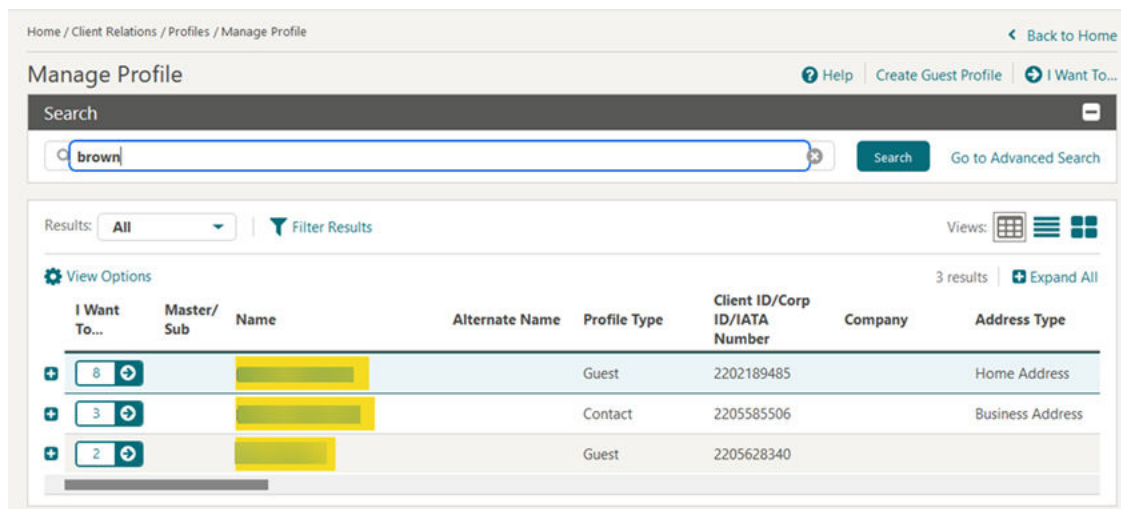 Home / Client Relations / Profiles / Manage Profile
Back to Home
Manage Profile
Help
Create Guest Profile
I Want To...
Search
brown
Search
Go to Advanced Search
Results: All
Filter Results
Views:
View Options
3 results
Expand All
I Want To... Master/ Sub Name Alternate Name Profile Type Client ID/Corp ID/IATA Number Company Address Type
8 Guest 2202189485 Home Address
3 Contact 2205585506 Business Address
2 Guest 2205628340